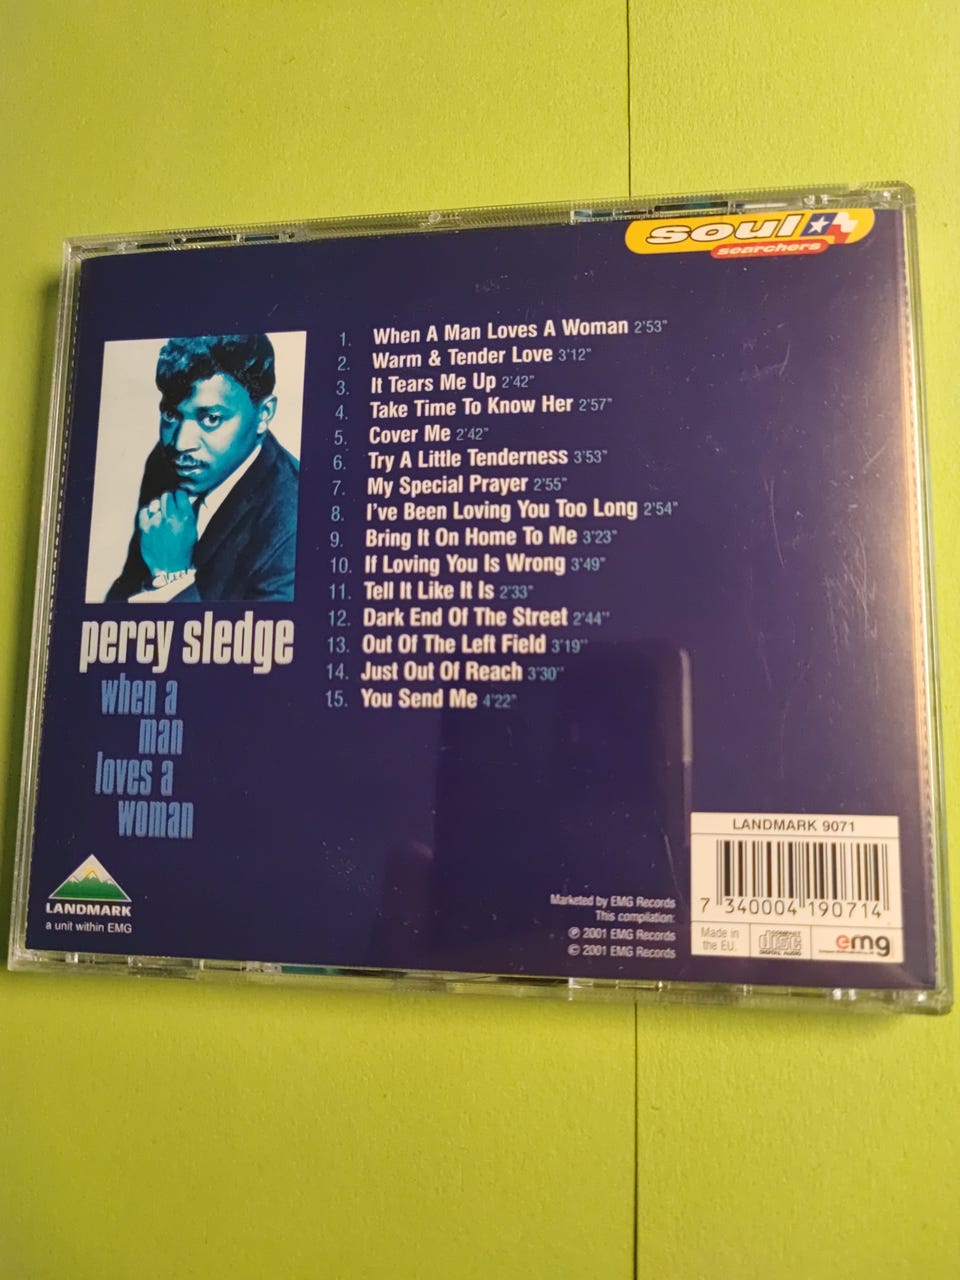 soul
searchers
1. When A Man Loves A Woman 2'53"
2. Warm & Tender Love 3'12"
3. It Tears Me Up 2'42"
4. Take Time To Know Her 2'57"
5. Cover Me 2'42"
6. Try A Little Tenderness 3'53"
7. My Special Prayer 2'55"
8. I've Been Loving You Too Long 2'54"
9. Bring It On Home To Me 3'23"
10. If Loving You Is Wrong 3'49"
11. Tell It Like It Is 2'33"
12. Dark End Of The Street 2'44"
13. Out Of The Left Field 3'19"
14. Just Out Of Reach 3'30"
15. You Send Me 4'22"
percy sledge
when a
man
loves a
woman
LANDMARK
a unit within EMG
Marketed by EMG Records
This compilation:
℗ 2001 EMG Records
© 2001 EMG Records
LANDMARK 9071
7 340004 190714
Made in
the EU.
COMPACT
disc
DIGITAL AUDIO
emg